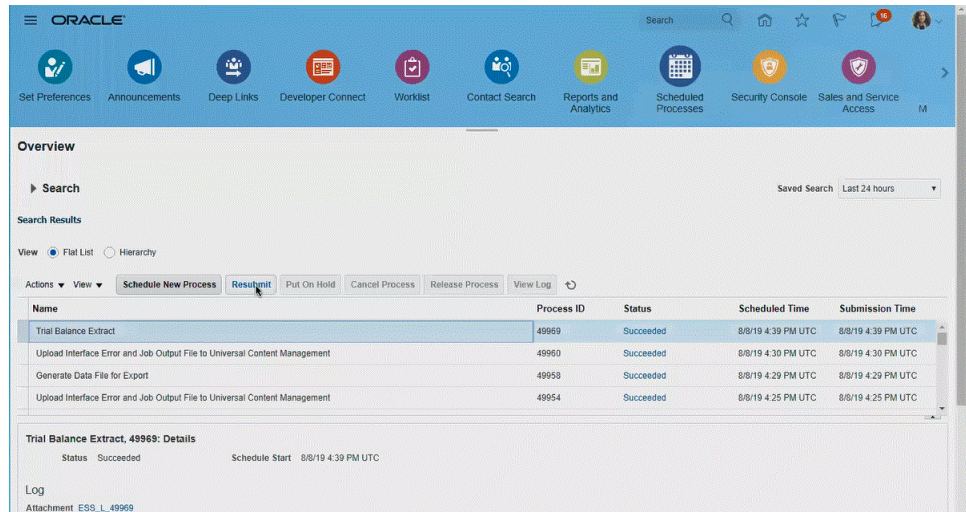 ORACLE
Search
16
Set Preferences
Announcements
Deep Links
Developer Connect
Worklist
Contact Search
Reports and
Analytics
Scheduled
Processes
Security Console
Sales and Service
Access
M
Overview
Search
Saved Search Last 24 hours
Search Results
View Flat List Hierarchy
Actions View Schedule New Process Resubmit Put On Hold Cancel Process Release Process View Log
Name Process ID Status Scheduled Time Submission Time
Trial Balance Extract 49969 Succeeded 8/8/19 4:39 PM UTC 8/8/19 4:39 PM UTC
Upload Interface Error and Job Output File to Universal Content Management 49960 Succeeded 8/8/19 4:30 PM UTC 8/8/19 4:30 PM UTC
Generate Data File for Export 49958 Succeeded 8/8/19 4:29 PM UTC 8/8/19 4:29 PM UTC
Upload Interface Error and Job Output File to Universal Content Management 49954 Succeeded 8/8/19 4:25 PM UTC 8/8/19 4:25 PM UTC
Trial Balance Extract, 49969: Details
Status Succeeded Schedule Start 8/8/19 4:39 PM UTC
Log
Attachment ESS_L_49969